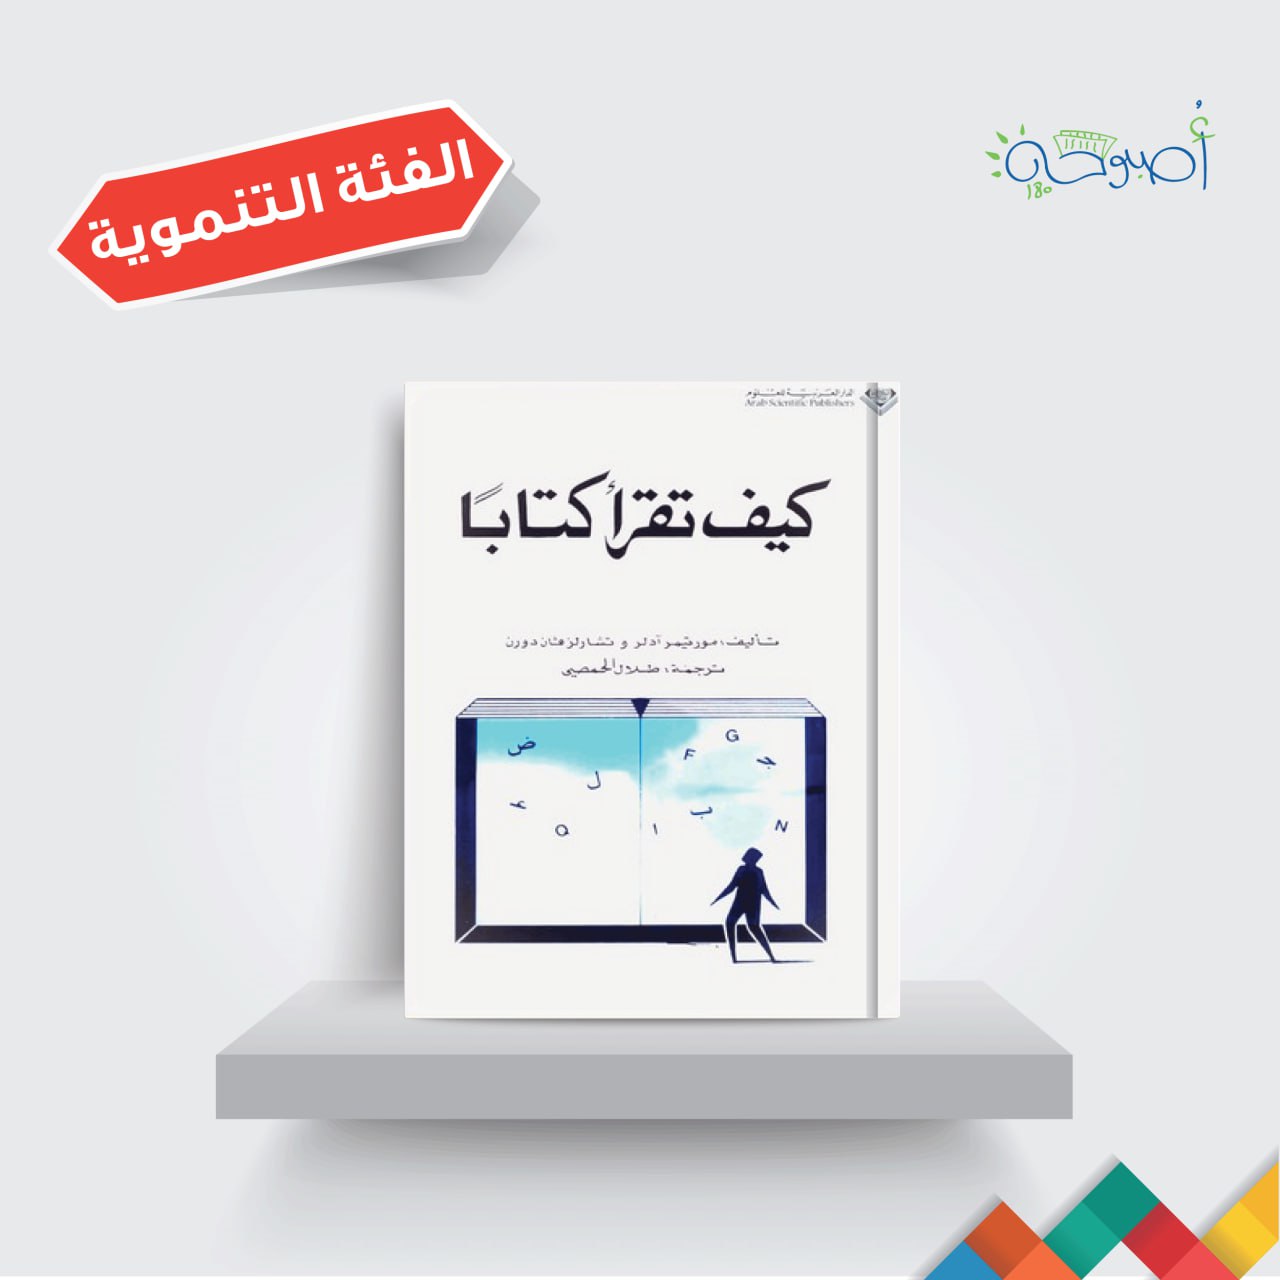 أصبوحة
180
الفئة التنموية
الدار العربية للعلوم
Arab Scientific Publishers
كيف تقرأ كتابًا
تأليف: مورتيمر آدلر و تشارلز فان دورن
ترجمة: طلال الحمصي
G
ض
F
ج
ل
ء
ب
Q
I
N